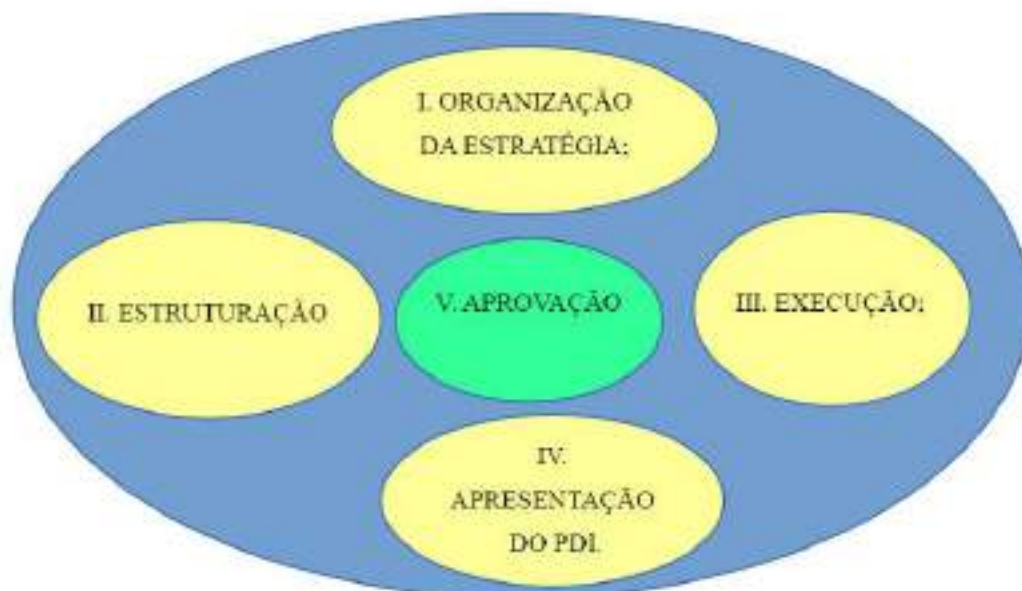 I. ORGANIZAÇÃO
DA ESTRATÉGIA;
II. ESTRUTURAÇÃO
V. APROVAÇÃO
III. EXECUÇÃO;
IV.
APRESENTAÇÃO
DO PDI.